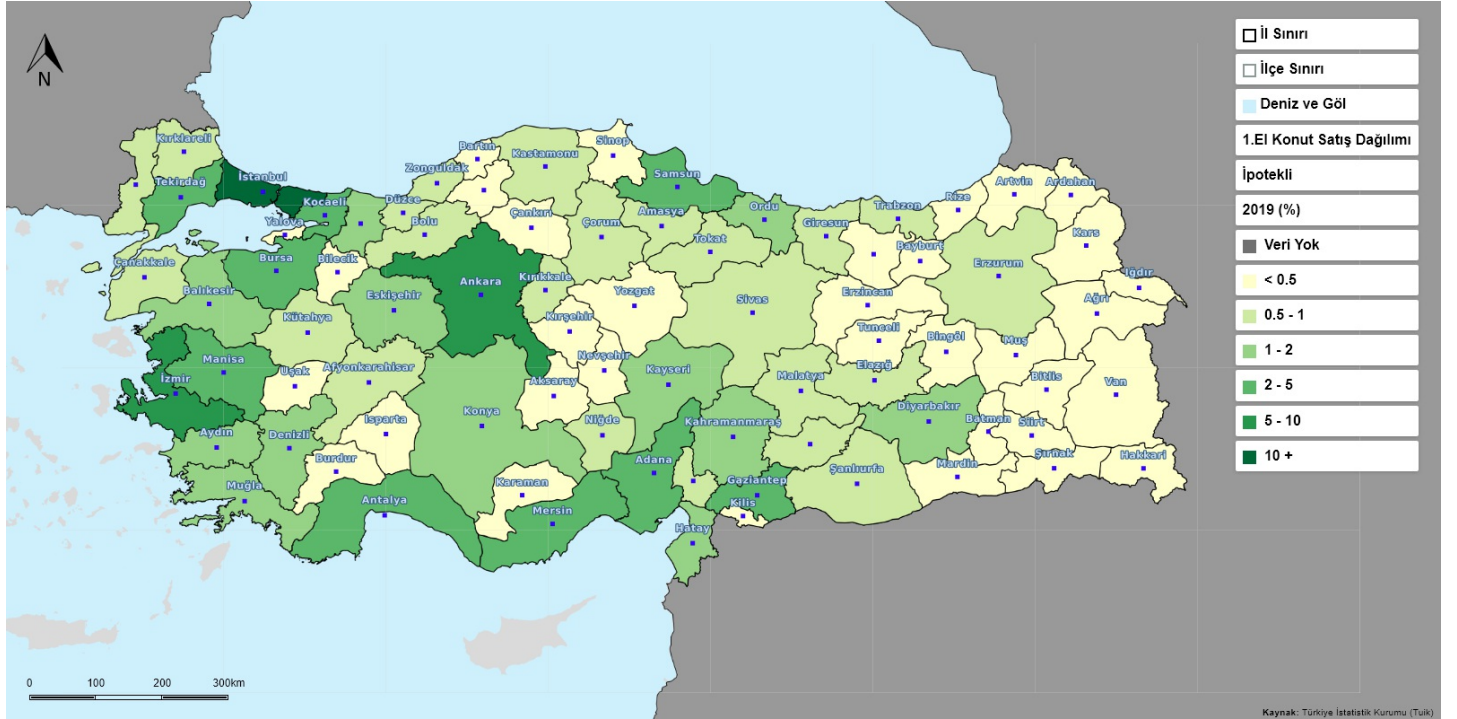 N
İl Sınırı
İlçe Sınırı
Deniz ve Göl
1.El Konut Satış Dağılımı
İpotekli
2019 (%)
Veri Yok
< 0.5
0.5 - 1
1 - 2
2 - 5
5 - 10
10 +
Kırklareli
Tekirdağ
İstanbul
Kocaeli
Yalova
Düzce
Zonguldak
Bartın
Kastamonu
Sinop
Samsun
Çankırı
Bolu
Çorum
Amasya
Ordu
Giresun
Trabzon
Rize
Artvin
Ardahan
Kars
Iğdır
Bayburt
Erzurum
Tokat
Çanakkale
Balıkesir
Bursa
Bilecik
Eskişehir
Ankara
Kırıkkale
Yozgat
Sivas
Erzincan
Ağrı
Kütahya
Kırşehir
Tunceli
Bingöl
Muş
Manisa
Uşak
Afyonkarahisar
Nevşehir
Kayseri
Malatya
Elazığ
Bitlis
Van
İzmir
Aksaray
Konya
Isparta
Niğde
Kahramanmaraş
Diyarbakır
Batman
Siirt
Aydın
Denizli
Burdur
Adana
Gaziantep
Şanlıurfa
Mardin
Şırnak
Hakkari
Muğla
Antalya
Karaman
Mersin
Kilis
Hatay
0 100 200 300km
Kaynak: Türkiye İstatistik Kurumu (Tuik)